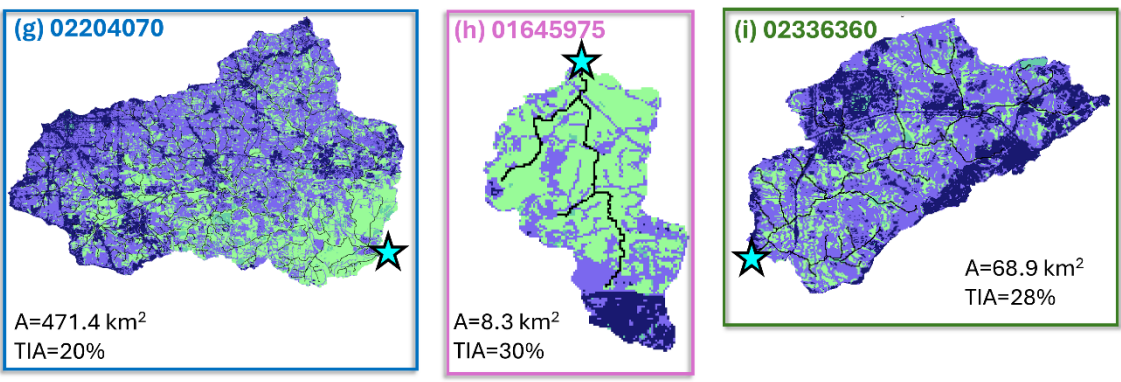 (g) 02204070
A=471.4 km²
TIA=20%
(h) 01645975
A=8.3 km²
TIA=30%
(i) 02336360
A=68.9 km²
TIA=28%